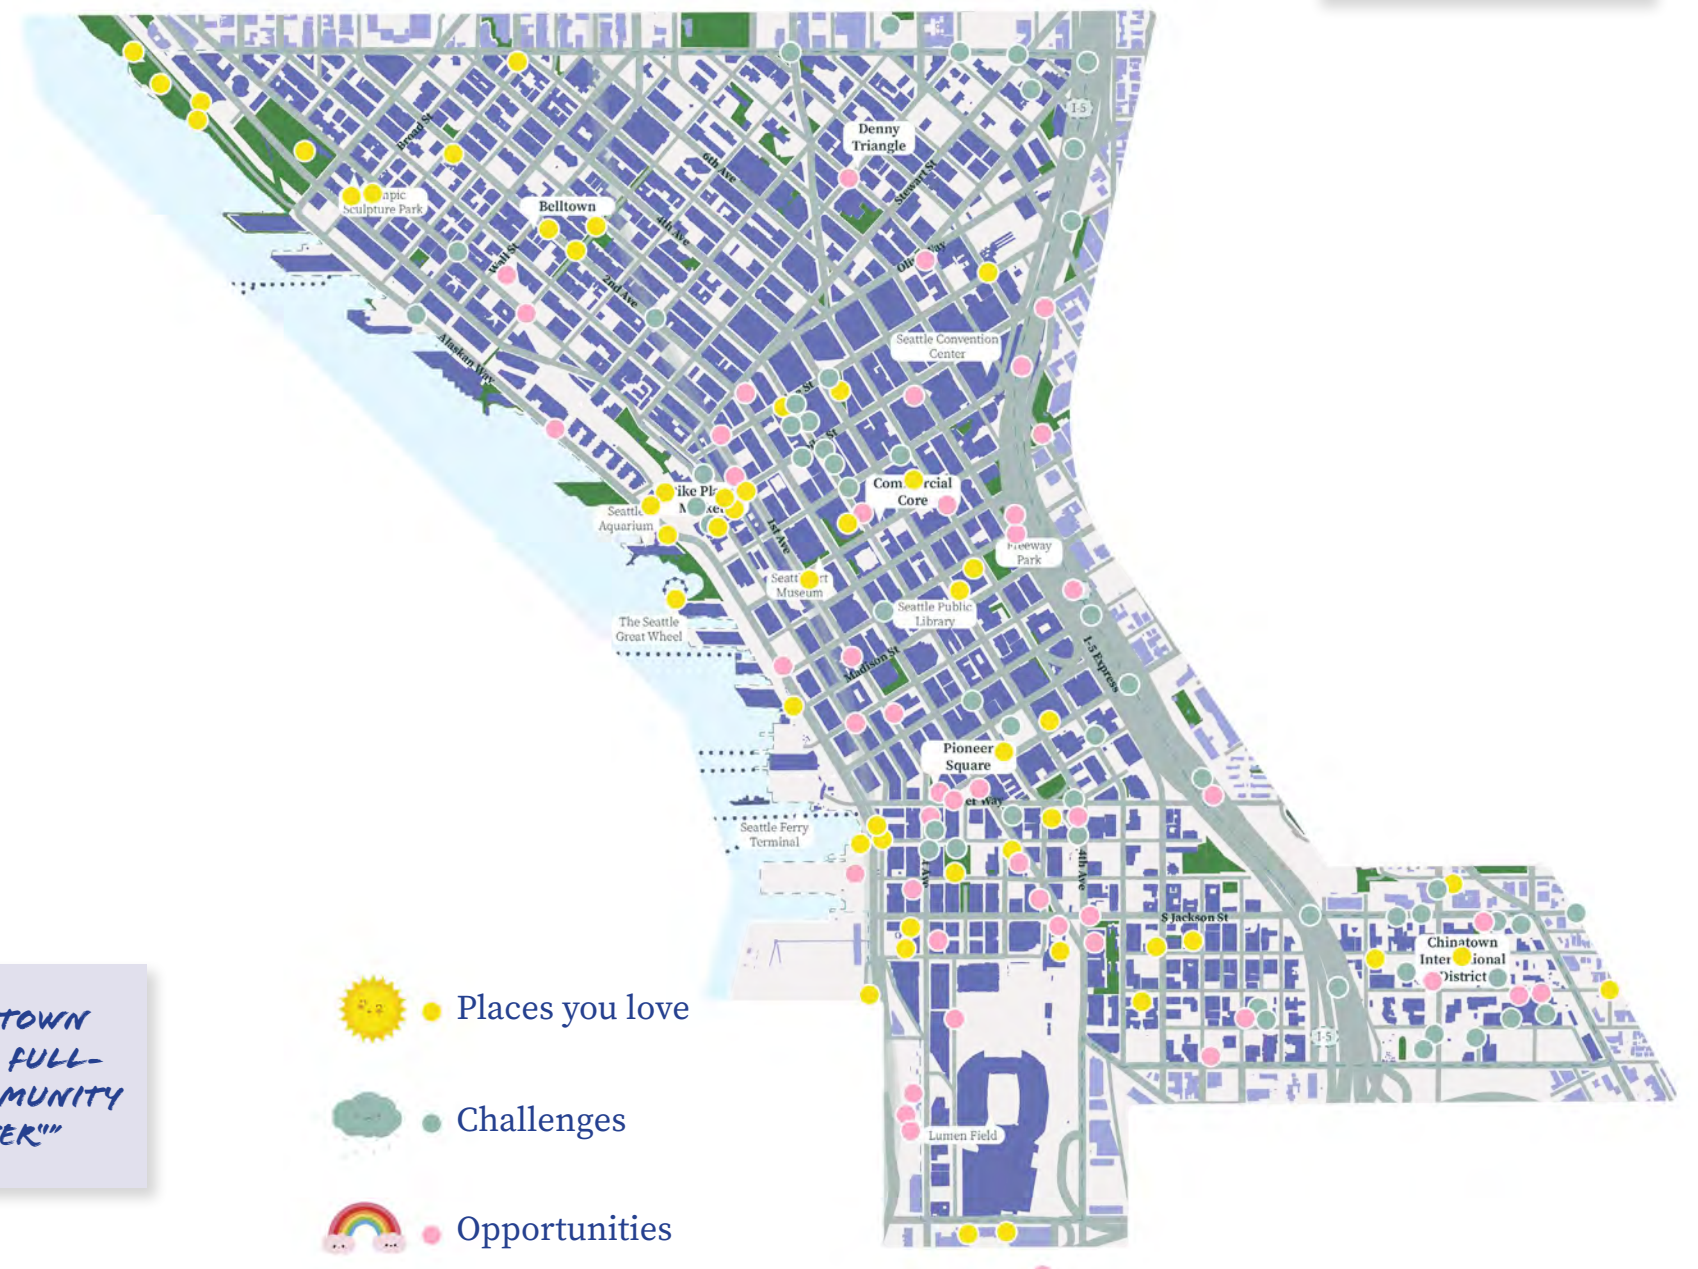 Denny
Triangle
I-5
Broad St
6th Ave
Stewart St
Sculpture Park
Belltown
4th Ave
Wall St
2nd Ave
Seattle Convention
Center
Alaskan Way
Core
Seattle
Aquarium
1st Ave
Park
Museum
Seattle Public
Library
The Seattle
Great Wheel
Madison St
I-5 Express
Pioneer
Square
Way
Seattle Ferry
Terminal
4th Ave
S Jackson St
Chinatown
District
I-5
Lumen Field
TOWN
FULL-
MUNITY
ER""
Places you love
Challenges
Opportunities